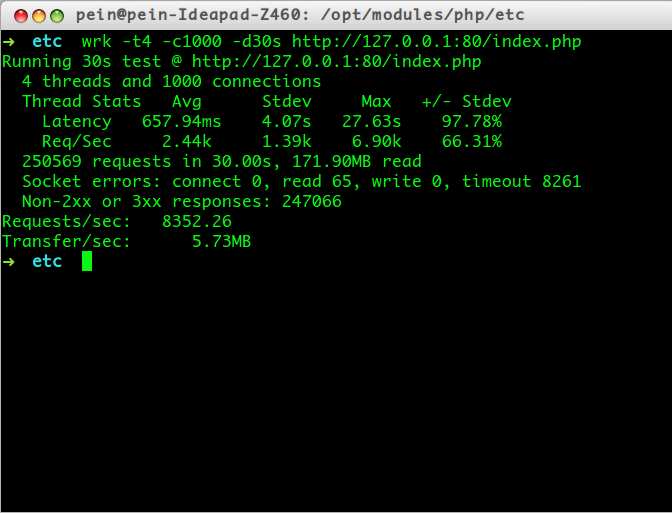 pein@pein-Ideapad-Z460: /opt/modules/php/etc
→ etc wrk -t4 -c1000 -d30s http://127.0.0.1:80/index.php
Running 30s test @ http://127.0.0.1:80/index.php
4 threads and 1000 connections
Thread Stats Avg Stdev Max +/- Stdev
Latency 657.94ms 4.07s 27.63s 97.78%
Req/Sec 2.44k 1.39k 6.90k 66.31%
250569 requests in 30.00s, 171.90MB read
Socket errors: connect 0, read 65, write 0, timeout 8261
Non-2xx or 3xx responses: 247066
Requests/sec: 8352.26
Transfer/sec: 5.73MB
→ etc